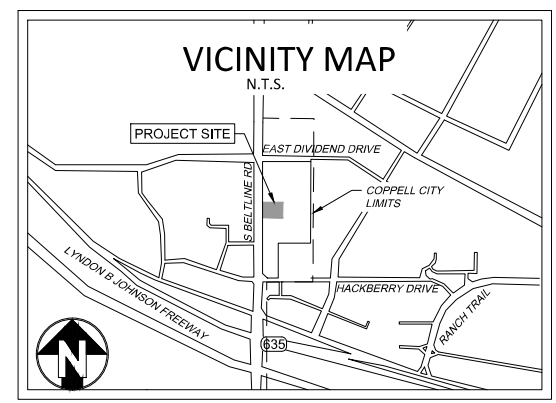 VICINITY MAP
N.T.S.
PROJECT SITE
EAST DIVIDEND DRIVE
S BELTLINE RD
COPPELL CITY
LIMITS
LYNDON B JOHNSON FREEWAY
HACKBERRY DRIVE
RANCH TRAIL
635
N